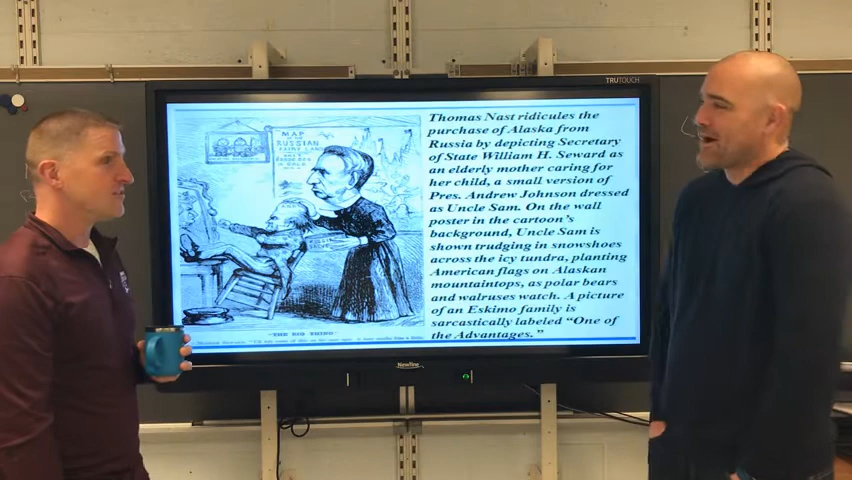 TRUTOUCH
MAP
OF THE
RUSSIAN
FAIRY LAND
Thomas Nast ridicules the
purchase of Alaska from
Russia by depicting Secretary
of State William H. Seward as
an elderly mother caring for
her child, a small version of
Pres. Andrew Johnson dressed
as Uncle Sam. On the wall
poster in the cartoon's
background, Uncle Sam is
shown trudging in snowshoes
across the icy tundra, planting
American flags on Alaskan
mountaintops, as polar bears
and walruses watch. A picture
of an Eskimo family is
sarcastically labeled "One of
the Advantages."
"THE BIG THING"
Newline